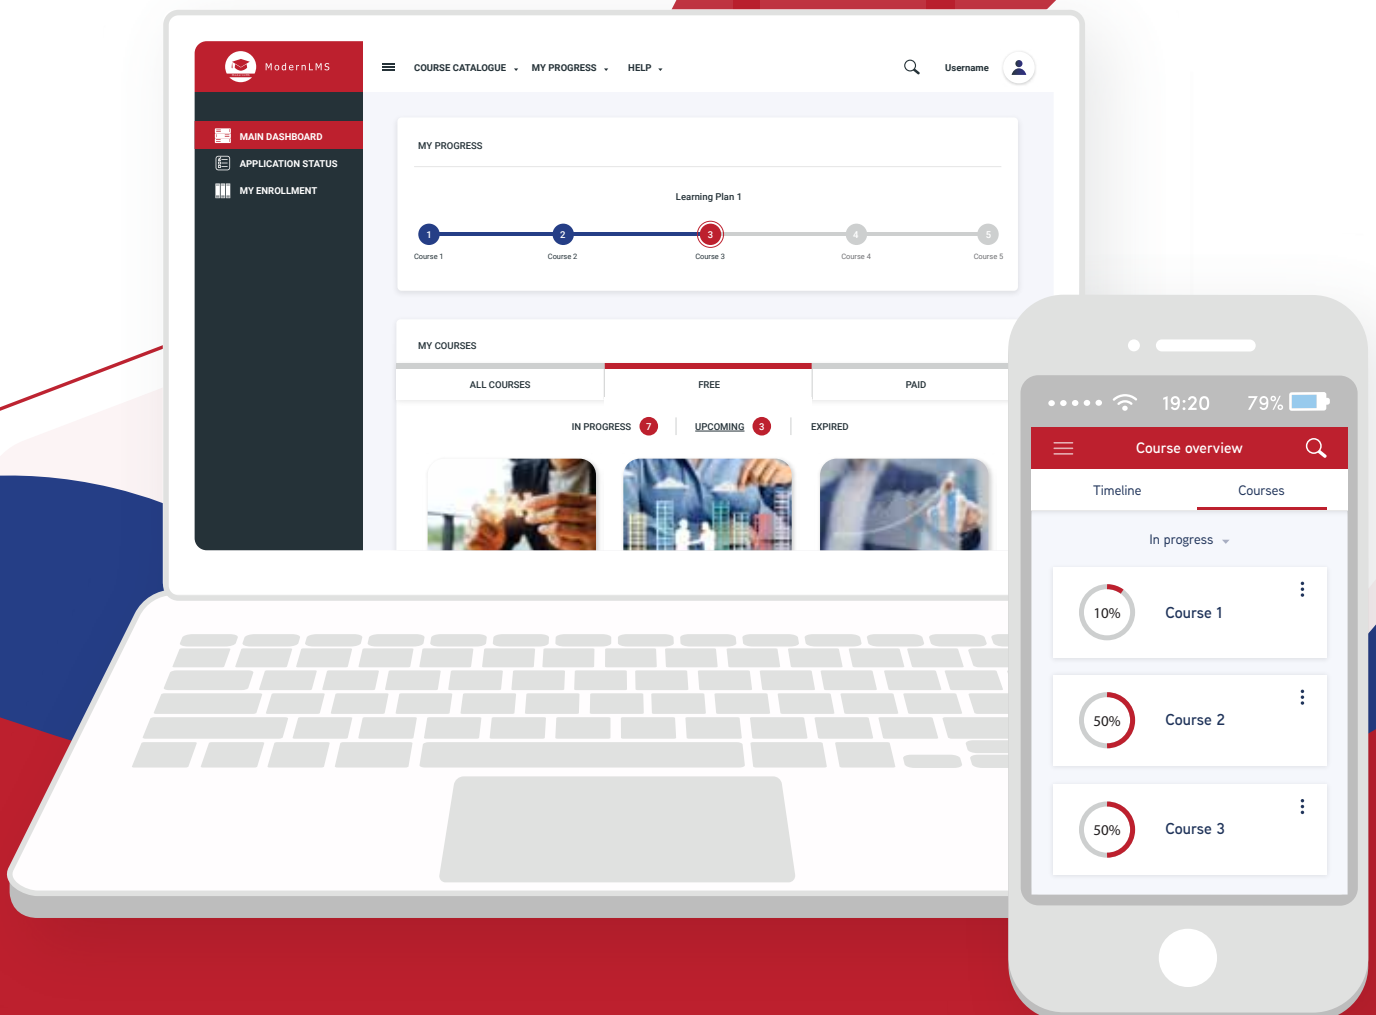 ModernLMS
COURSE CATALOGUE
MY PROGRESS
HELP
Username
MAIN DASHBOARD
APPLICATION STATUS
MY ENROLLMENT
MY PROGRESS
Learning Plan 1
1
2
3
4
5
Course 1
Course 2
Course 3
Course 4
Course 5
MY COURSES
ALL COURSES
FREE
PAID
IN PROGRESS 7
UPCOMING 3
EXPIRED
19:20
79%
Course overview
Timeline
Courses
In progress
10%
Course 1
50%
Course 2
50%
Course 3